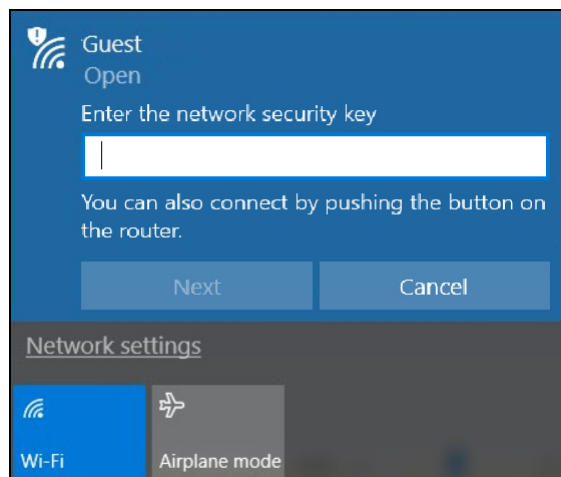 Guest
Open
Enter the network security key
You can also connect by pushing the button on
the router.
Next Cancel
Network settings
Wi-Fi Airplane mode